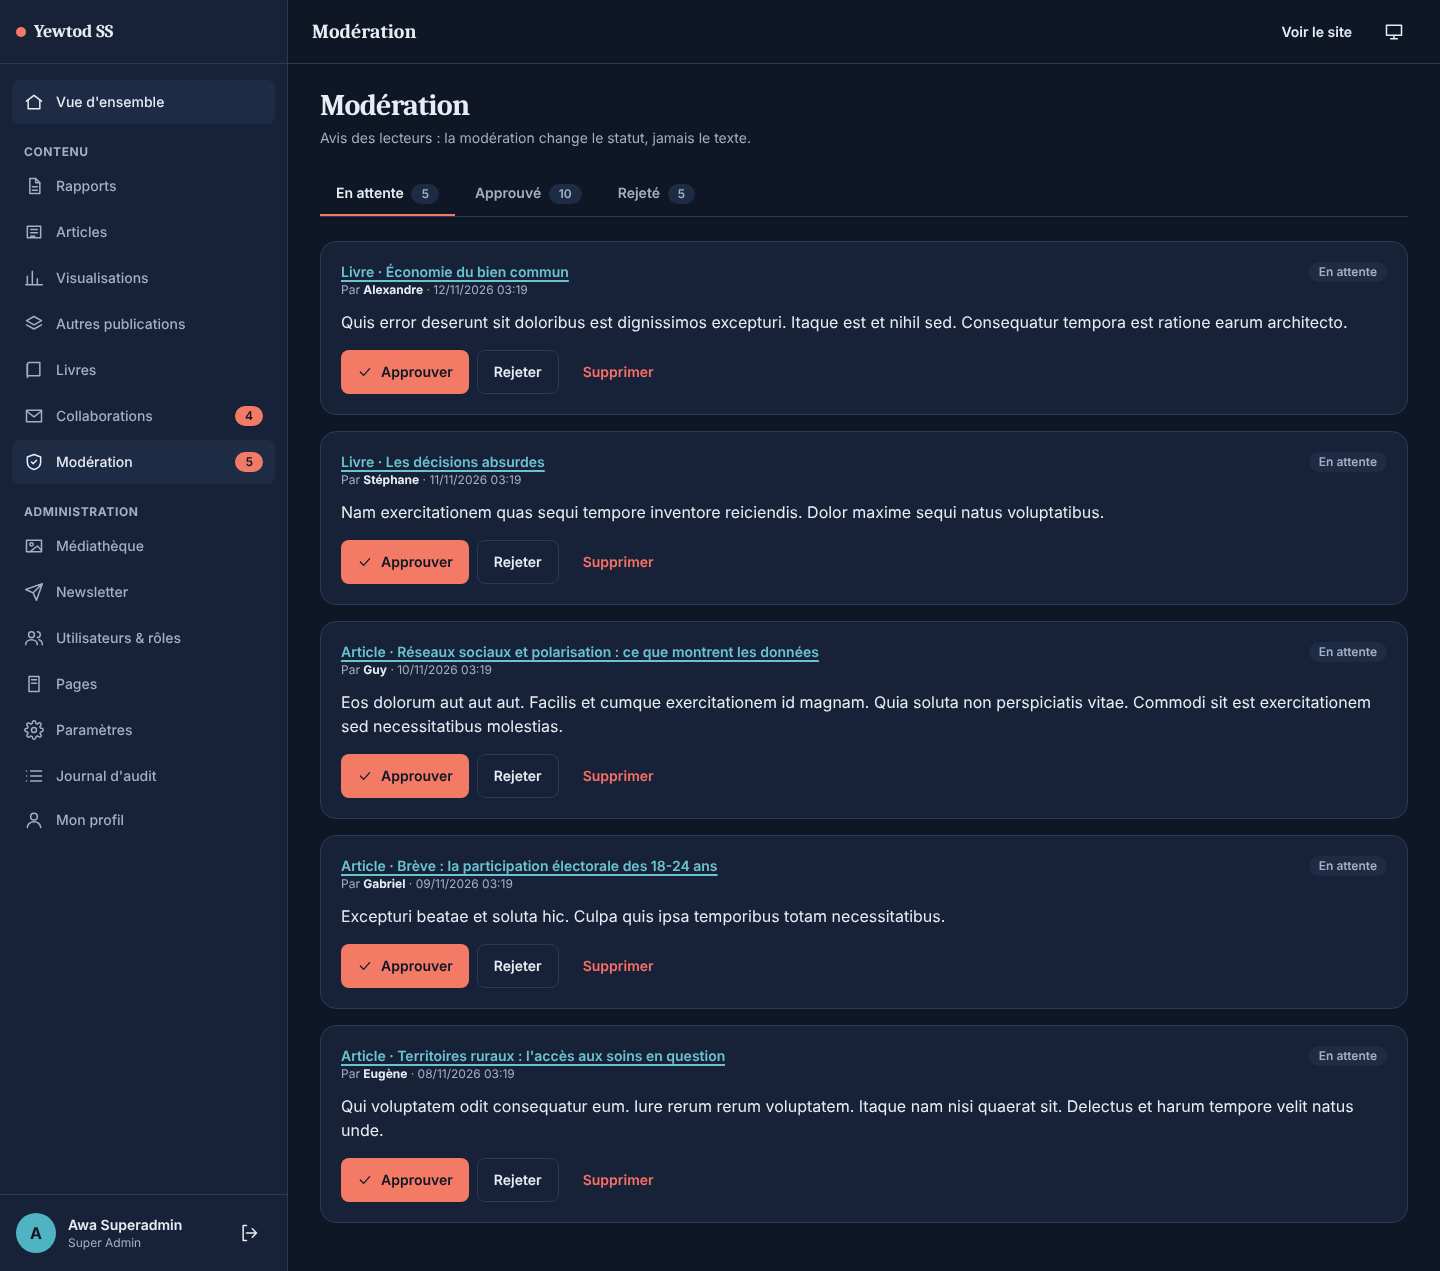 Yewtod SS
Modération
Voir le site
Vue d'ensemble
CONTENU
Rapports
Articles
Visualisations
Autres publications
Livres
Collaborations 4
Modération 5
ADMINISTRATION
Médiathèque
Newsletter
Utilisateurs & rôles
Pages
Paramètres
Journal d'audit
Mon profil
A
Awa Superadmin
Super Admin
Modération
Avis des lecteurs : la modération change le statut, jamais le texte.
En attente 5 Approuvé 10 Rejeté 5
Livre · Économie du bien commun En attente
Par Alexandre · 12/11/2026 03:19
Quis error deserunt sit doloribus est dignissimos excepturi. Itaque est et nihil sed. Consequatur tempora est ratione earum architecto.
Approuver Rejeter Supprimer
Livre · Les décisions absurdes En attente
Par Stéphane · 11/11/2026 03:19
Nam exercitationem quas sequi tempore inventore reiciendis. Dolor maxime sequi natus voluptatibus.
Approuver Rejeter Supprimer
Article · Réseaux sociaux et polarisation : ce que montrent les données En attente
Par Guy · 10/11/2026 03:19
Eos dolorum aut aut aut. Facilis et cumque exercitationem id magnam. Quia soluta non perspiciatis vitae. Commodi sit est exercitationem
sed necessitatibus molestias.
Approuver Rejeter Supprimer
Article · Brève : la participation électorale des 18-24 ans En attente
Par Gabriel · 09/11/2026 03:19
Excepturi beatae et soluta hic. Culpa quis ipsa temporibus totam necessitatibus.
Approuver Rejeter Supprimer
Article · Territoires ruraux : l'accès aux soins en question En attente
Par Eugène · 08/11/2026 03:19
Qui voluptatem odit consequatur eum. Iure rerum rerum voluptatem. Itaque nam nisi quaerat sit. Delectus et harum tempore velit natus
unde.
Approuver Rejeter Supprimer